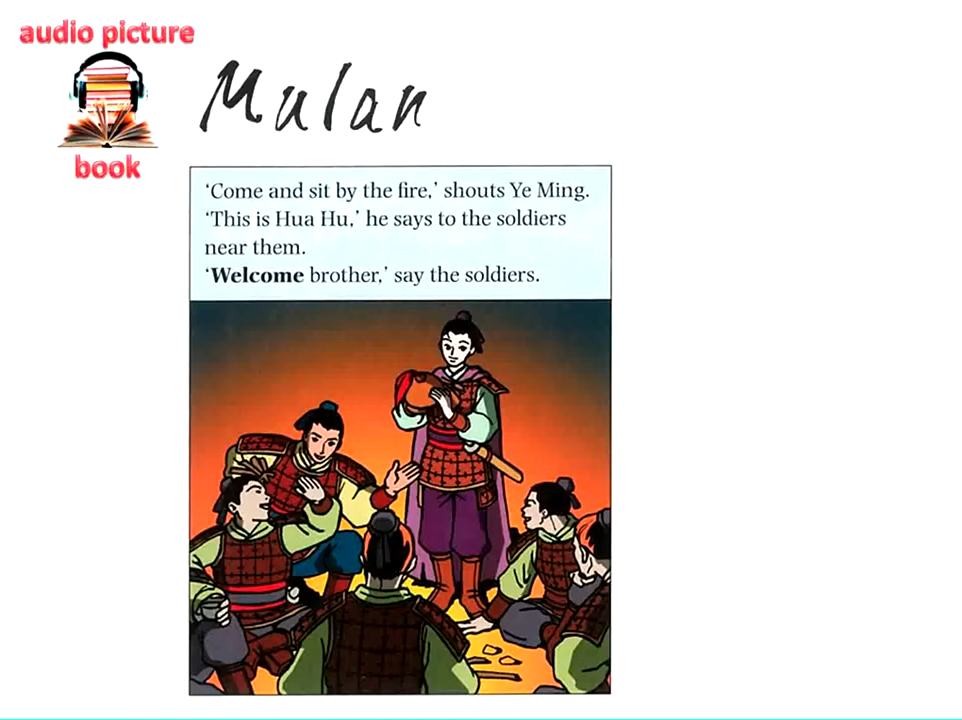 audio picture
book
Mulan
‘Come and sit by the fire,’ shouts Ye Ming.
‘This is Hua Hu,’ he says to the soldiers
near them.
‘Welcome brother,’ say the soldiers.